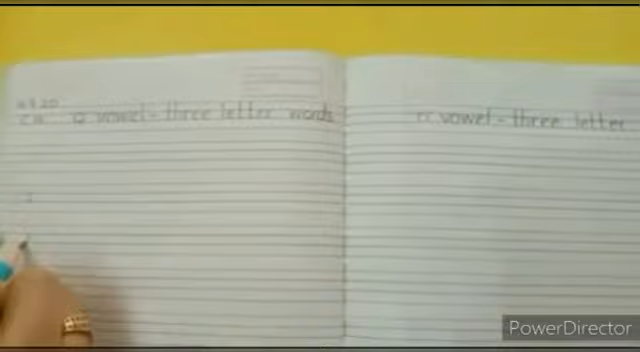 C.W a vowel - three letter words
vowel - three letter
PowerDirector